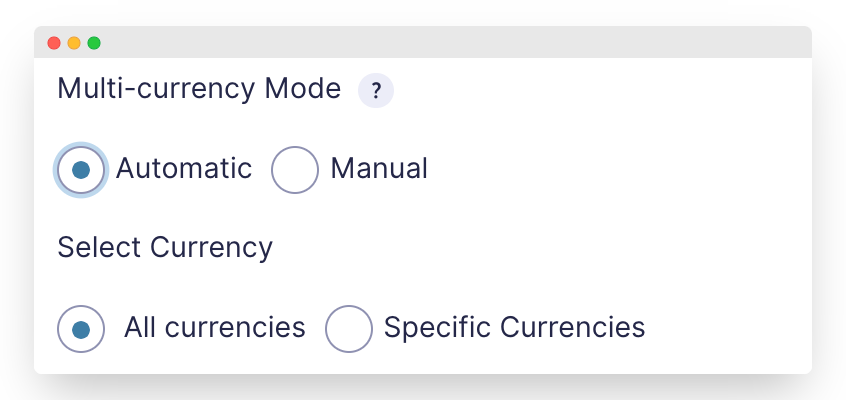 Multi-currency Mode ?
Automatic Manual
Select Currency
All currencies Specific Currencies